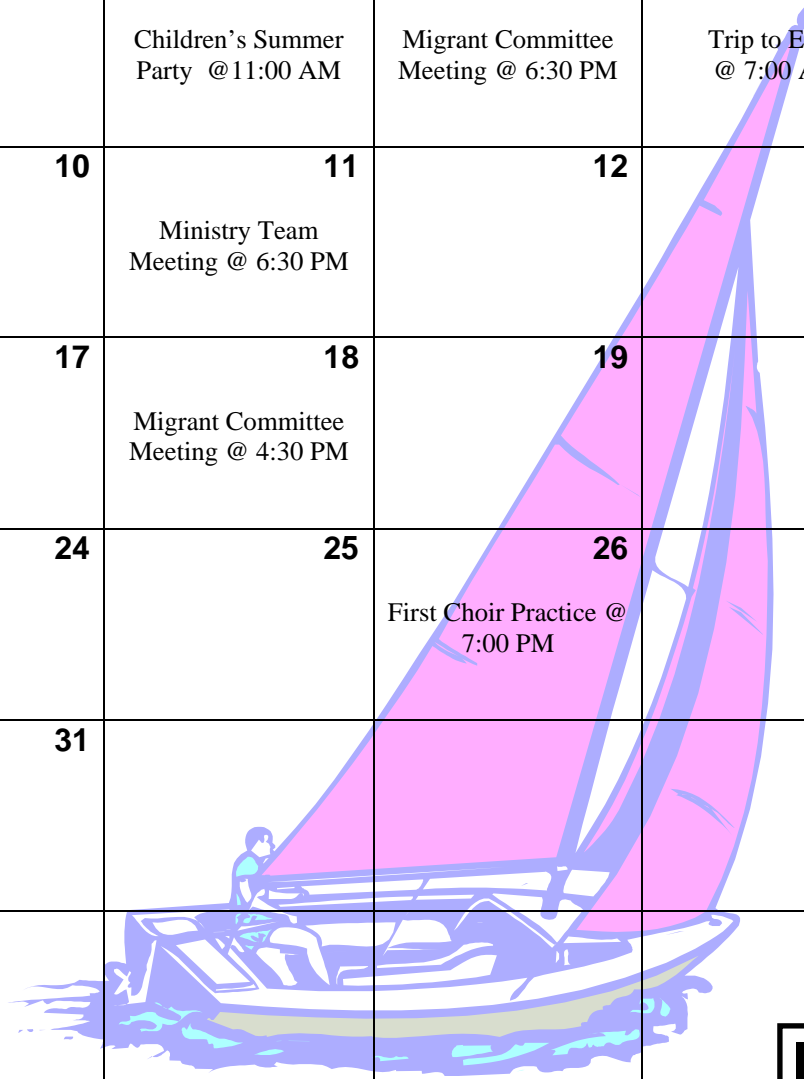 Children’s Summer
Party @11:00 AM
Migrant Committee
Meeting @ 6:30 PM
Trip to
@ 7:00
10
11
Ministry Team
Meeting @ 6:30 PM
12
17
18
Migrant Committee
Meeting @ 4:30 PM
19
24
25
26
First Choir Practice @
7:00 PM
31